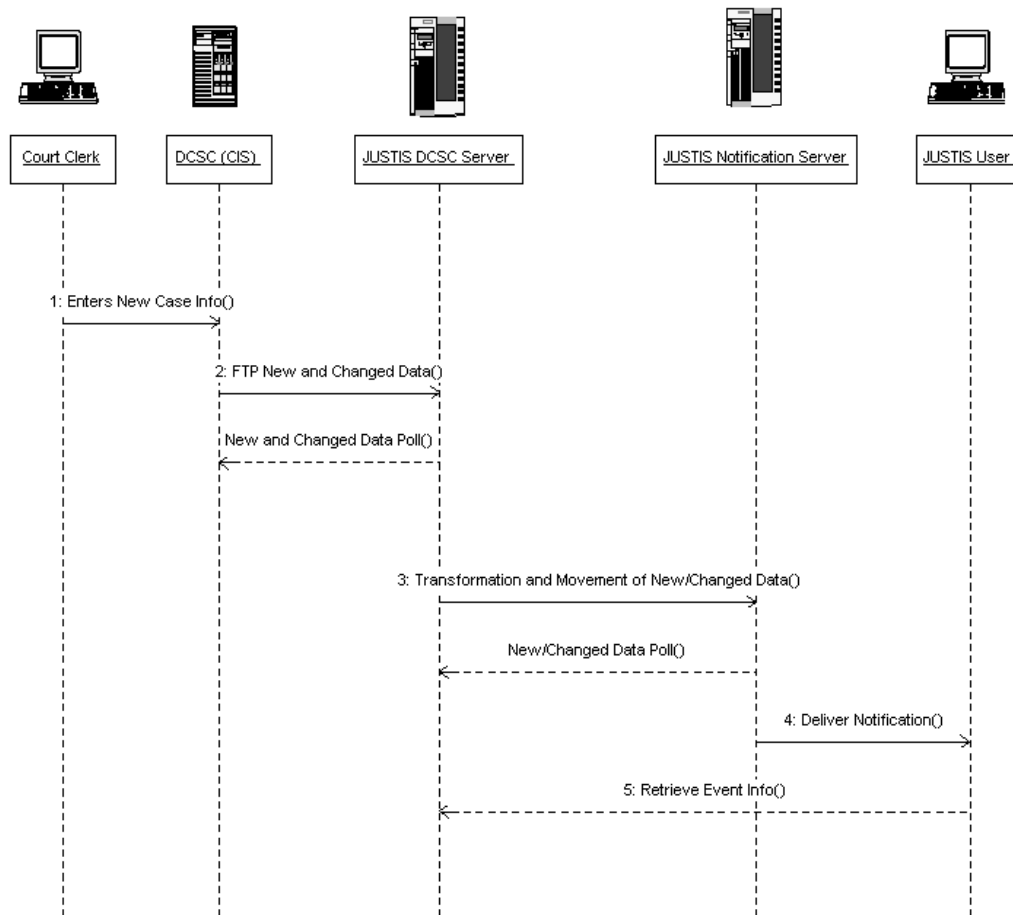 Court Clerk
DCSC (CIS)
JUSTIS DCSC Server
JUSTIS Notification Server
JUSTIS User
1: Enters New Case Info()
2: FTP New and Changed Data()
New and Changed Data Poll()
3: Transformation and Movement of New/Changed Data()
New/Changed Data Poll()
4: Deliver Notification()
5: Retrieve Event Info()